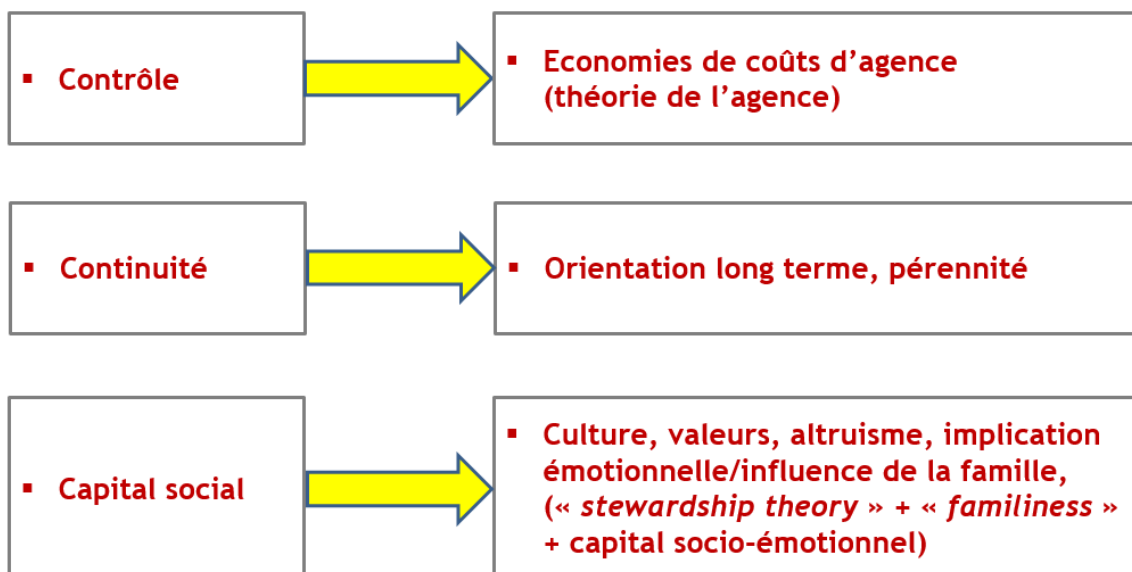 ▪ Contrôle
▪ Economies de coûts d’agence
(théorie de l’agence)
▪ Continuité
▪ Orientation long terme, pérennité
▪ Capital social
▪ Culture, valeurs, altruisme, implication
émotionnelle/influence de la famille,
(« stewardship theory » + « familiness »
+ capital socio-émotionnel)